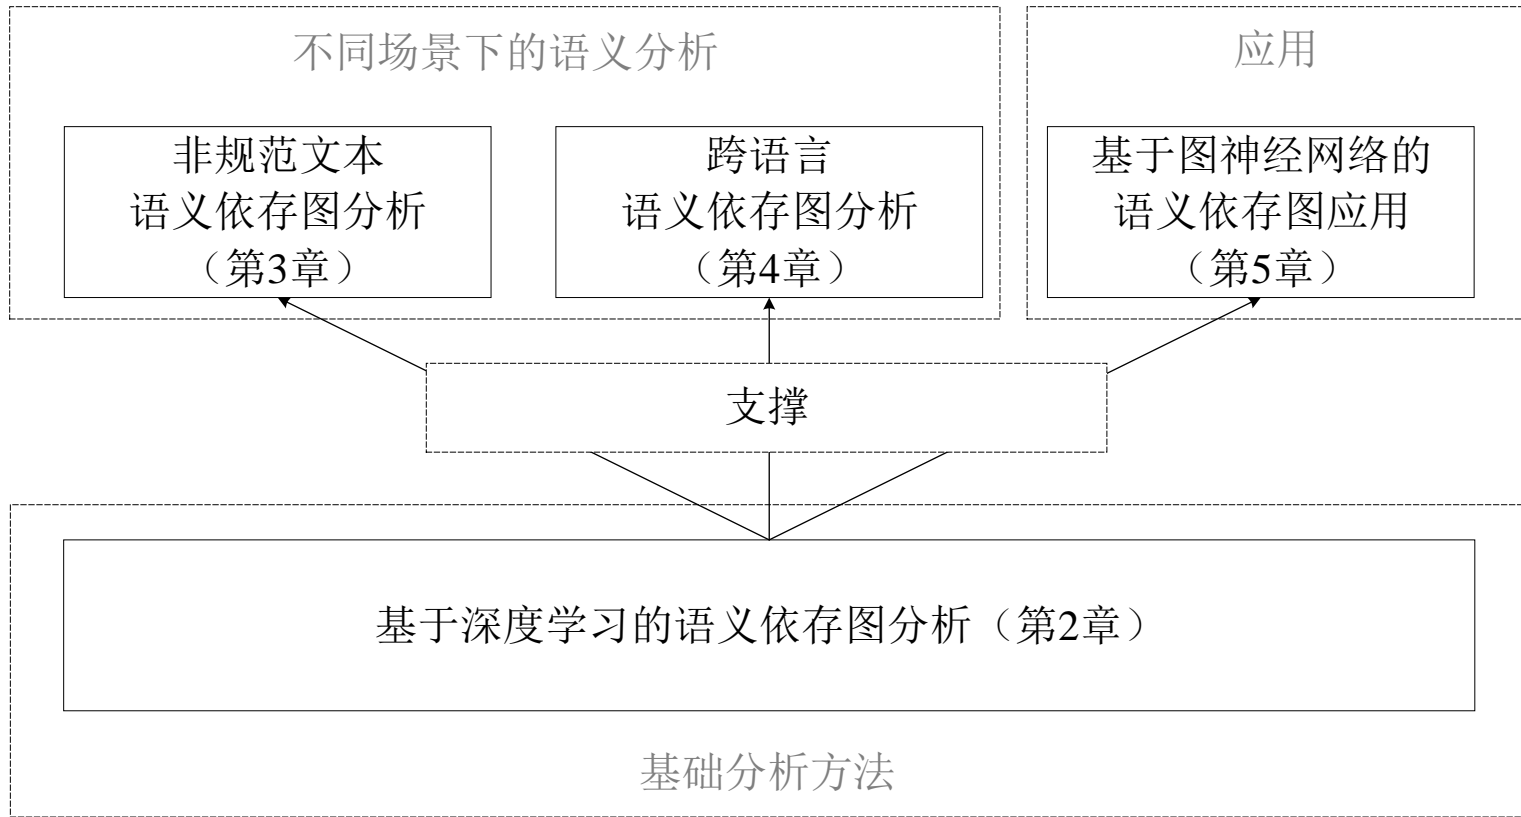 不同场景下的语义分析
非规范文本
语义依存图分析
（第3章）
跨语言
语义依存图分析
（第4章）
应用
基于图神经网络的
语义依存图应用
（第5章）
支撑
基于深度学习的语义依存图分析（第2章）
基础分析方法